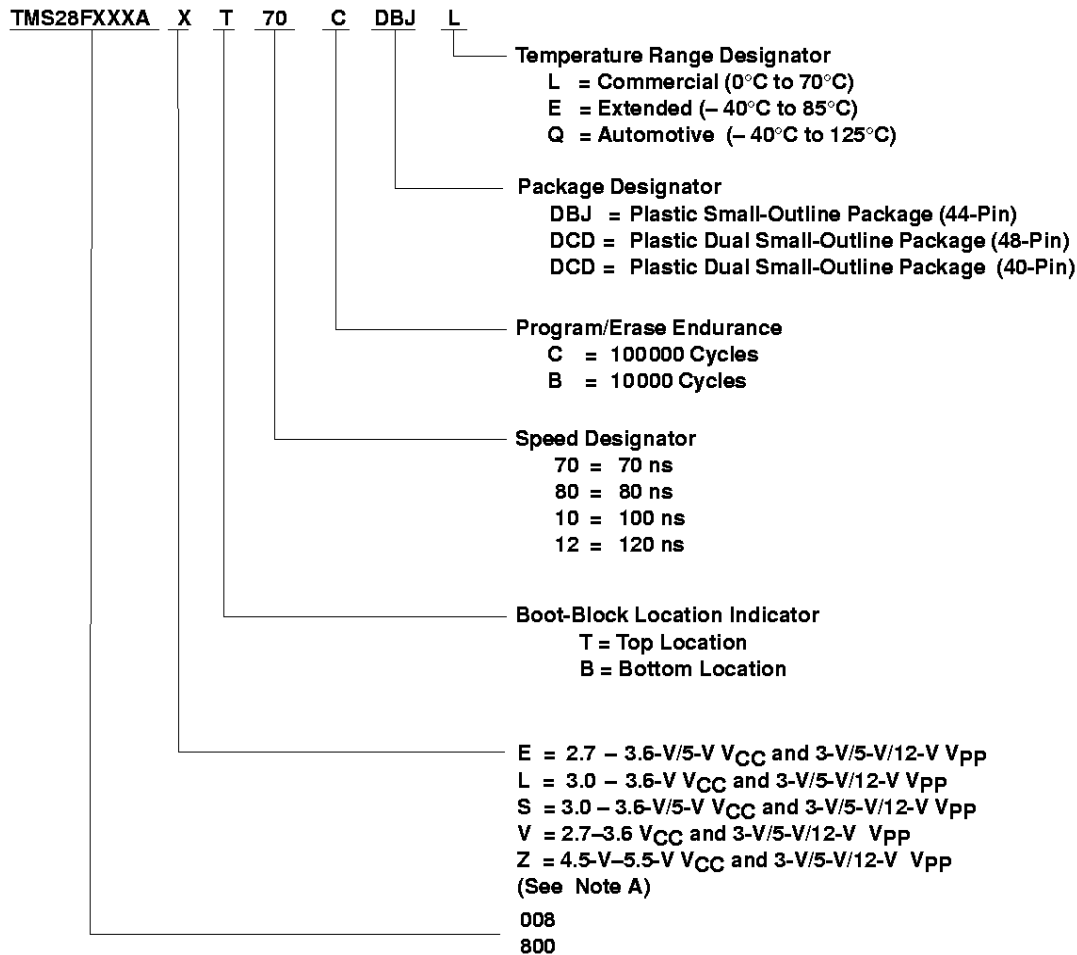 TMS28FXXXA X T 70 C DBJ L
Temperature Range Designator
L = Commercial (0°C to 70°C)
E = Extended (– 40°C to 85°C)
Q = Automotive (– 40°C to 125°C)
Package Designator
DBJ = Plastic Small-Outline Package (44-Pin)
DCD = Plastic Dual Small-Outline Package (48-Pin)
DCD = Plastic Dual Small-Outline Package (40-Pin)
Program/Erase Endurance
C = 100000 Cycles
B = 10000 Cycles
Speed Designator
70 = 70 ns
80 = 80 ns
10 = 100 ns
12 = 120 ns
Boot-Block Location Indicator
T = Top Location
B = Bottom Location
E = 2.7 – 3.6-V/5-V VCC and 3-V/5-V/12-V VPP
L = 3.0 – 3.6-V VCC and 3-V/5-V/12-V VPP
S = 3.0 – 3.6-V/5-V VCC and 3-V/5-V/12-V VPP
V = 2.7–3.6 VCC and 3-V/5-V/12-V VPP
Z = 4.5-V–5.5-V VCC and 3-V/5-V/12-V VPP
(See Note A)
008
800